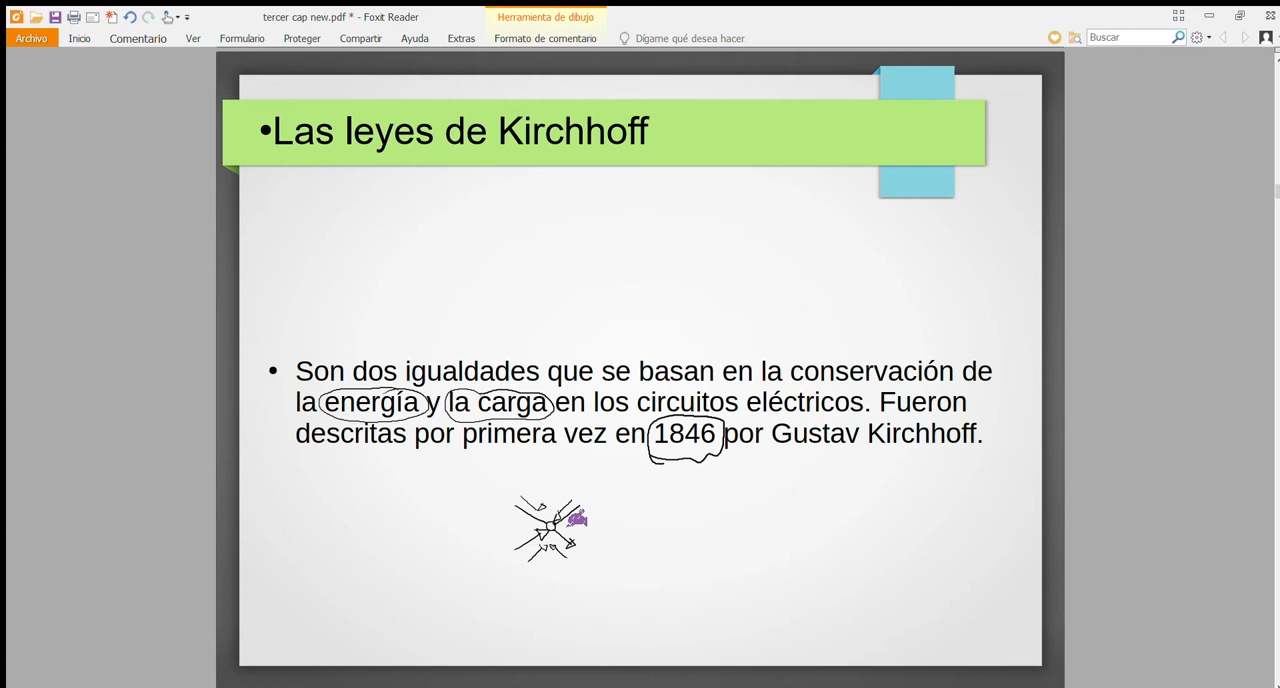 tercer cap new.pdf * - Foxit Reader
Herramienta de dibujo
Archivo Inicio Comentario Ver Formulario Proteger Compartir Ayuda Extras Formato de comentario Dígame qué desea hacer Buscar
•Las leyes de Kirchhoff
• Son dos igualdades que se basan en la conservación de
la energía y la carga en los circuitos eléctricos. Fueron
descritas por primera vez en 1846 por Gustav Kirchhoff.